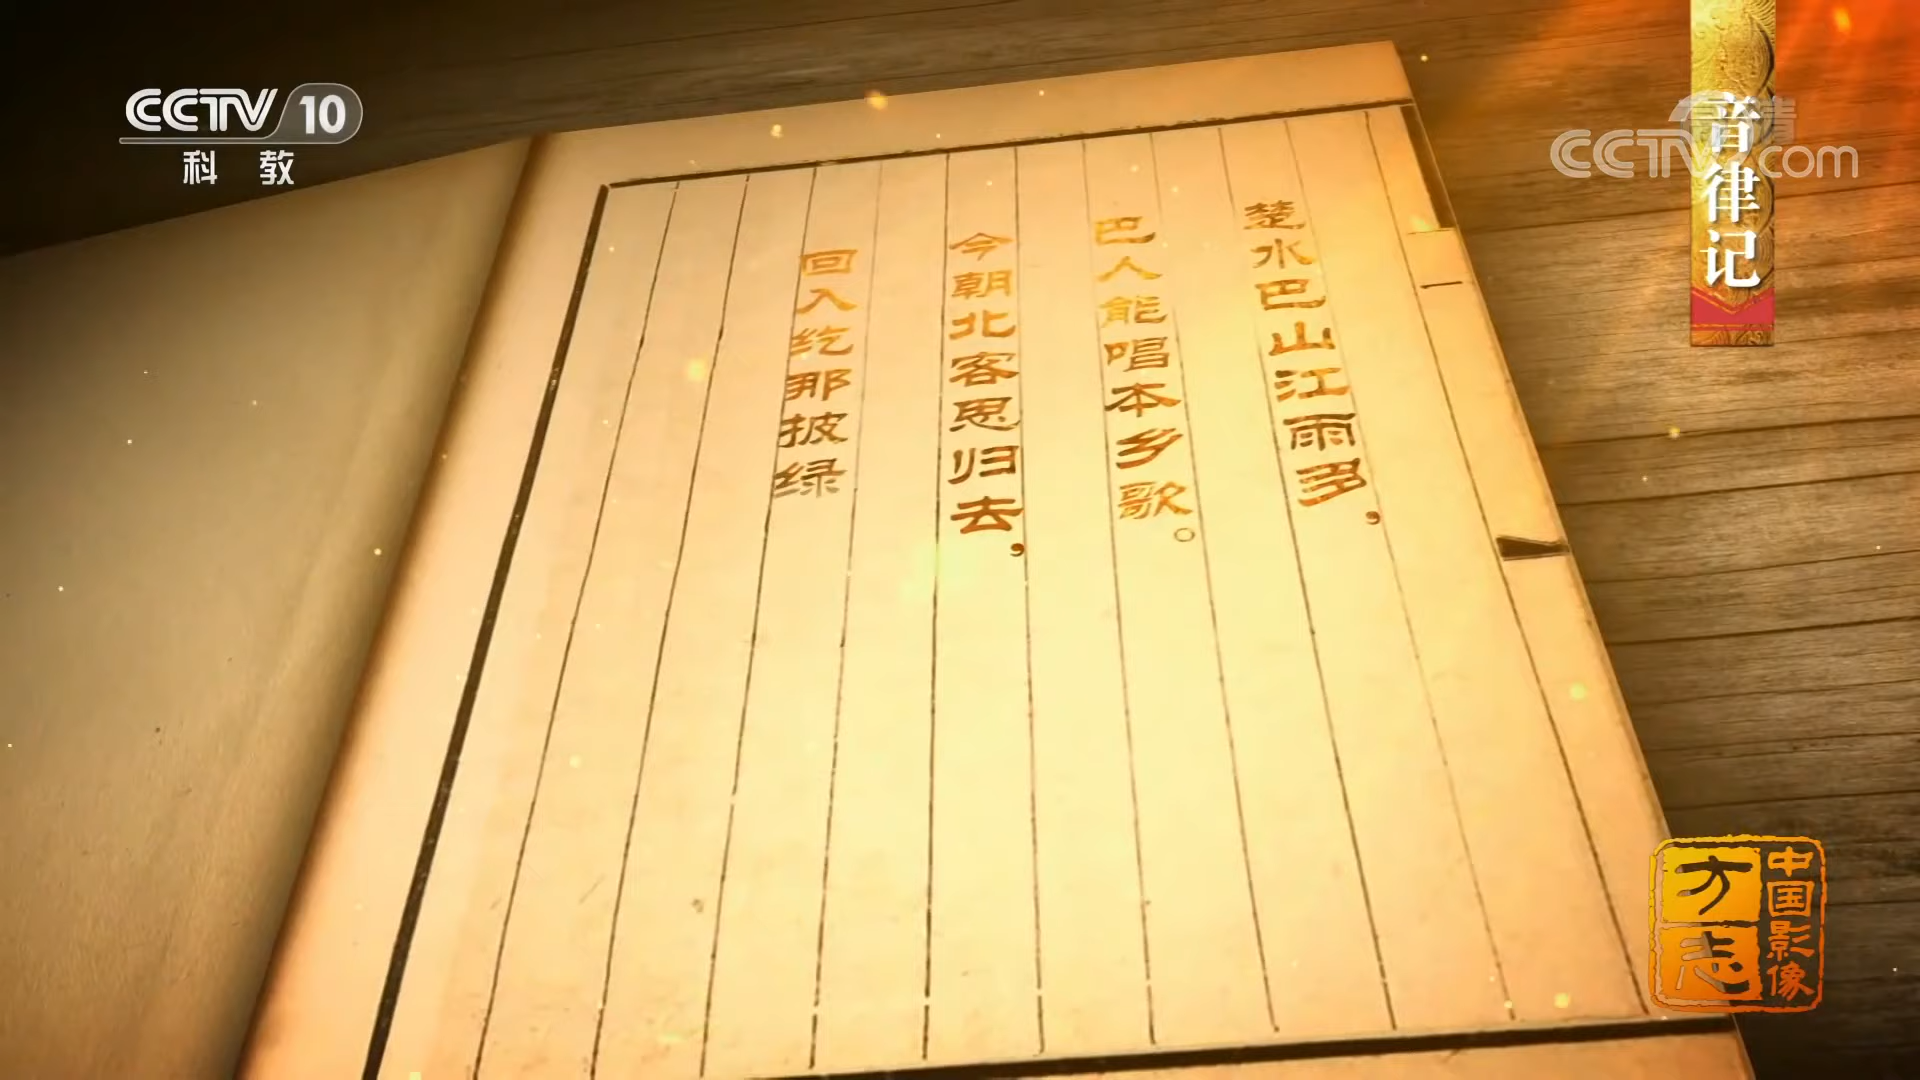 CCTV 10
科教
CCTV.com
音律记
楚水巴山江雨多,
巴人能唱本乡歌。
今朝北客思归去,
回入纥那披绿
一
中国影像
方志